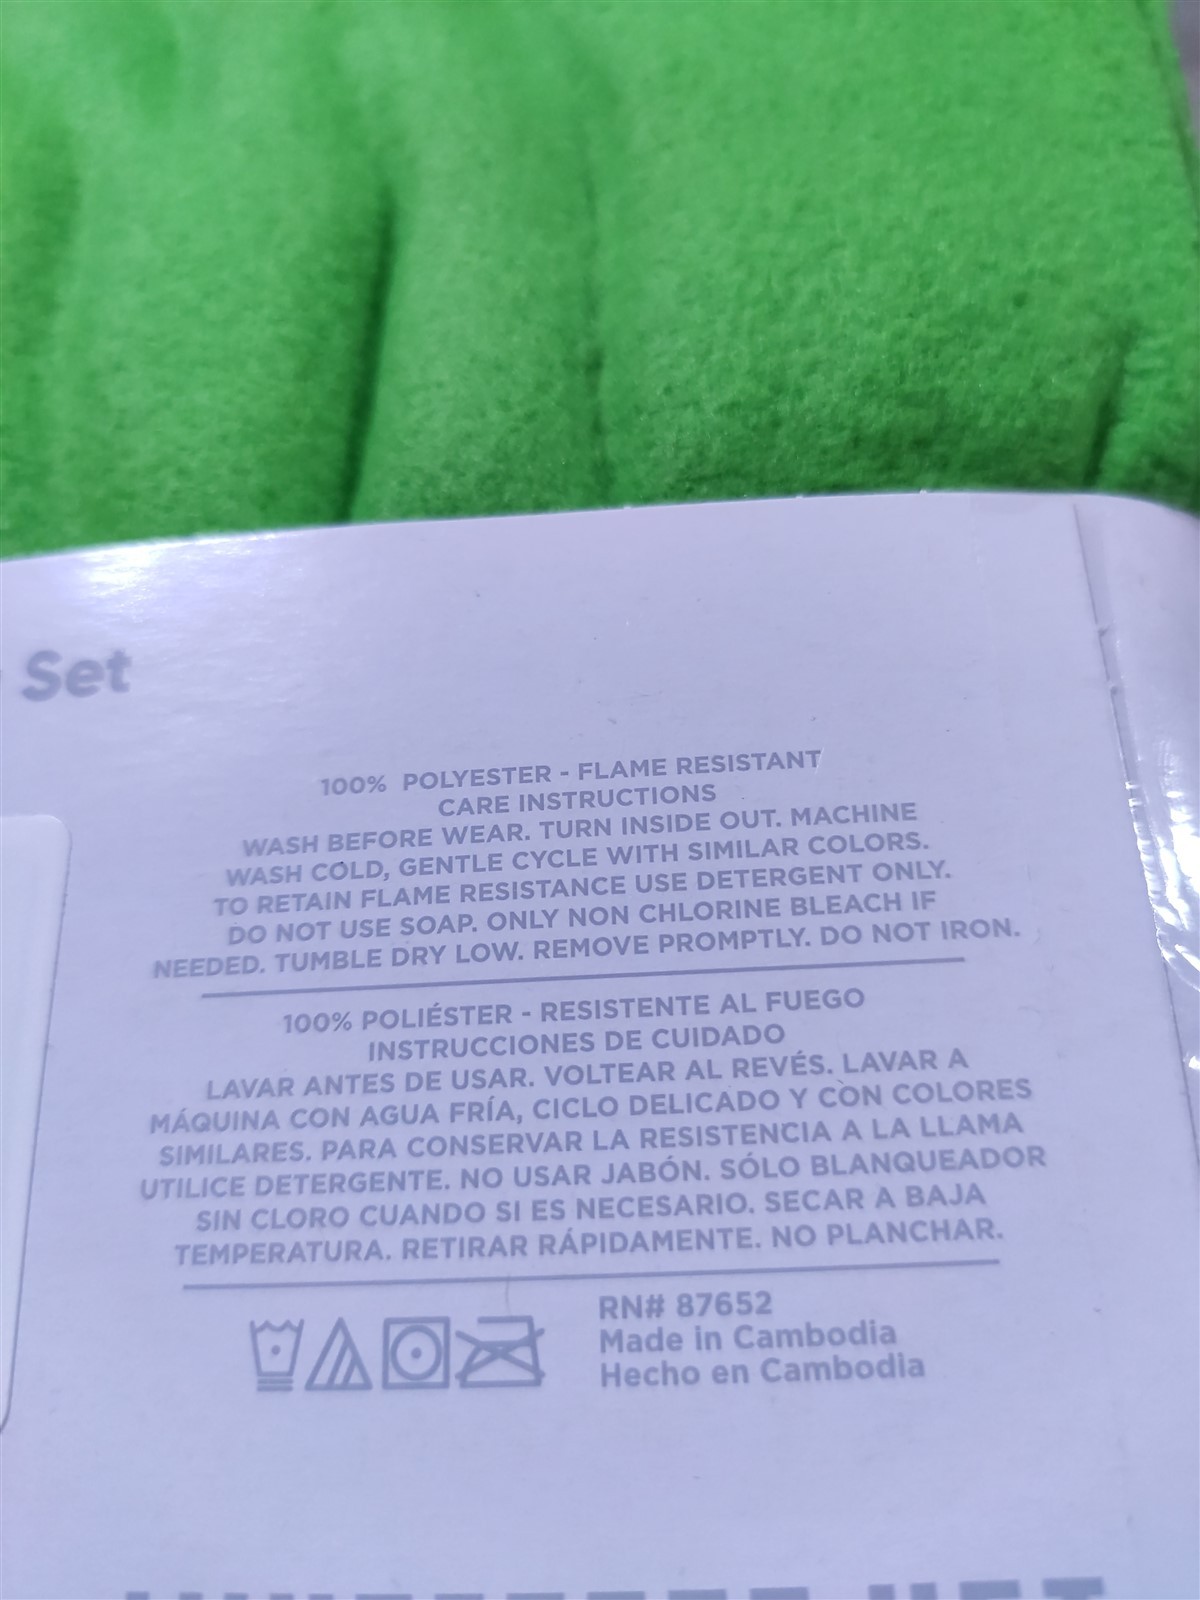 Set
100% POLYESTER - FLAME RESISTANT
CARE INSTRUCTIONS
WASH BEFORE WEAR. TURN INSIDE OUT. MACHINE
WASH COLD, GENTLE CYCLE WITH SIMILAR COLORS.
TO RETAIN FLAME RESISTANCE USE DETERGENT ONLY.
DO NOT USE SOAP. ONLY NON CHLORINE BLEACH IF
NEEDED. TUMBLE DRY LOW. REMOVE PROMPTLY. DO NOT IRON.
100% POLIÉSTER - RESISTENTE AL FUEGO
INSTRUCCIONES DE CUIDADO
LAVAR ANTES DE USAR. VOLTEAR AL REVÉS. LAVAR A
MÁQUINA CON AGUA FRÍA, CICLO DELICADO Y CON COLORES
SIMILARES. PARA CONSERVAR LA RESISTENCIA A LA LLAMA
UTILICE DETERGENTE. NO USAR JABÓN. SÓLO BLANQUEADOR
SIN CLORO CUANDO SI ES NECESARIO. SECAR A BAJA
TEMPERATURA. RETIRAR RÁPIDAMENTE. NO PLANCHAR.
RN# 87652
Made in Cambodia
Hecho en Cambodia